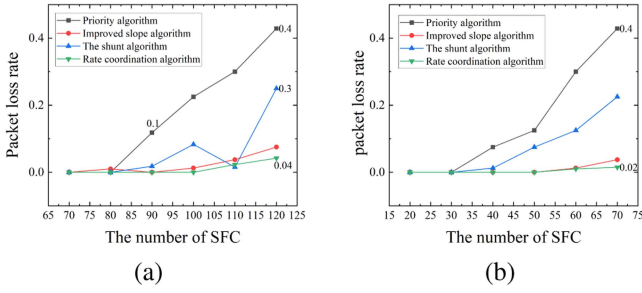 Packet loss rate
Priority algorithm
Improved slope algorithm
The shunt algorithm
Rate coordination algorithm
0.4
0.2
0.0
0.4
0.3
0.1
0.04
65 70 75 80 85 90 95 100 105 110 115 120 125
The number of SFC
(a)
packet loss rate
Priority algorithm
Improved slope algorithm
The shunt algorithm
Rate coordination algorithm
0.4
0.2
0.0
0.4
0.02
15 20 25 30 35 40 45 50 55 60 65 70 75
The number of SFC
(b)